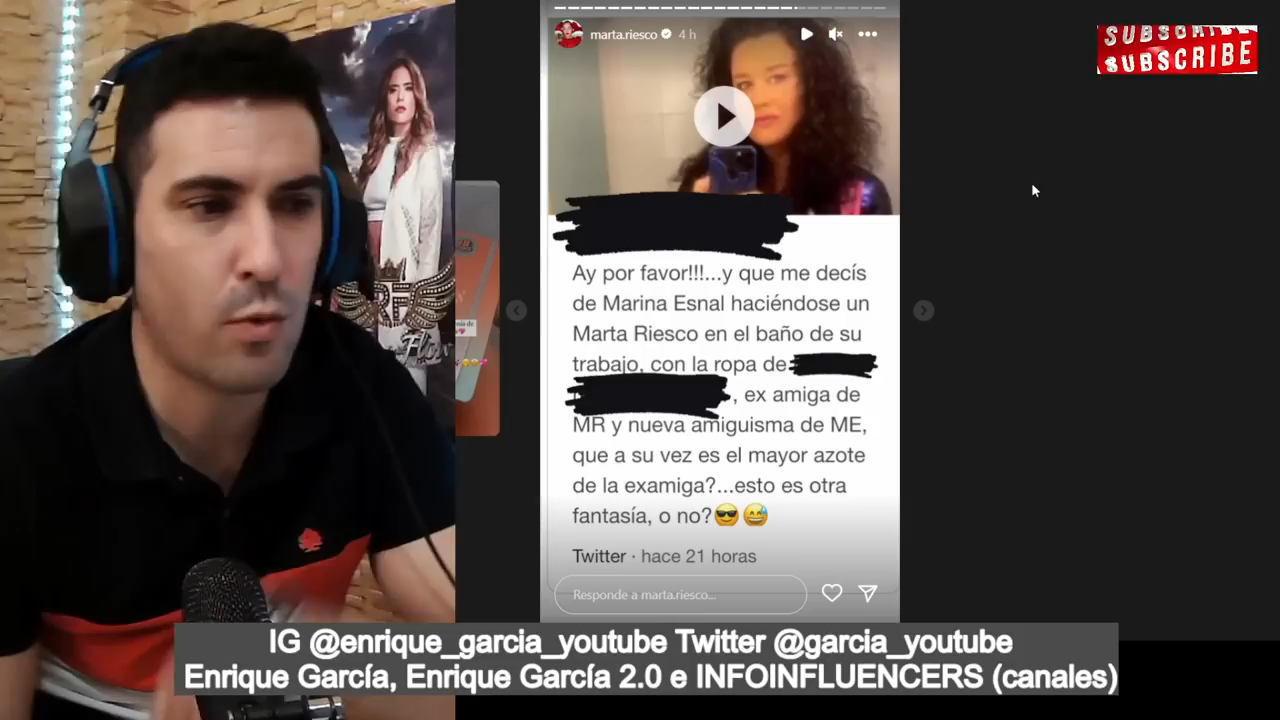 marta.riesco 4 h
SUBSCRIBE
SUBSCRIBE
Ay por favor!!!...y que me decís
de Marina Esnal haciéndose un
Marta Riesco en el baño de su
trabajo, con la ropa de
, ex amiga de
MR y nueva amiguisma de ME,
que a su vez es el mayor azote
de la examiga?...esto es otra
fantasía, o no?😎😅
Twitter · hace 21 horas
Responde a marta.riesco...
RF
Flow
IG @enrique_garcia_youtube Twitter @garcia_youtube
Enrique García, Enrique García 2.0 e INFOINFLUENCERS (canales)